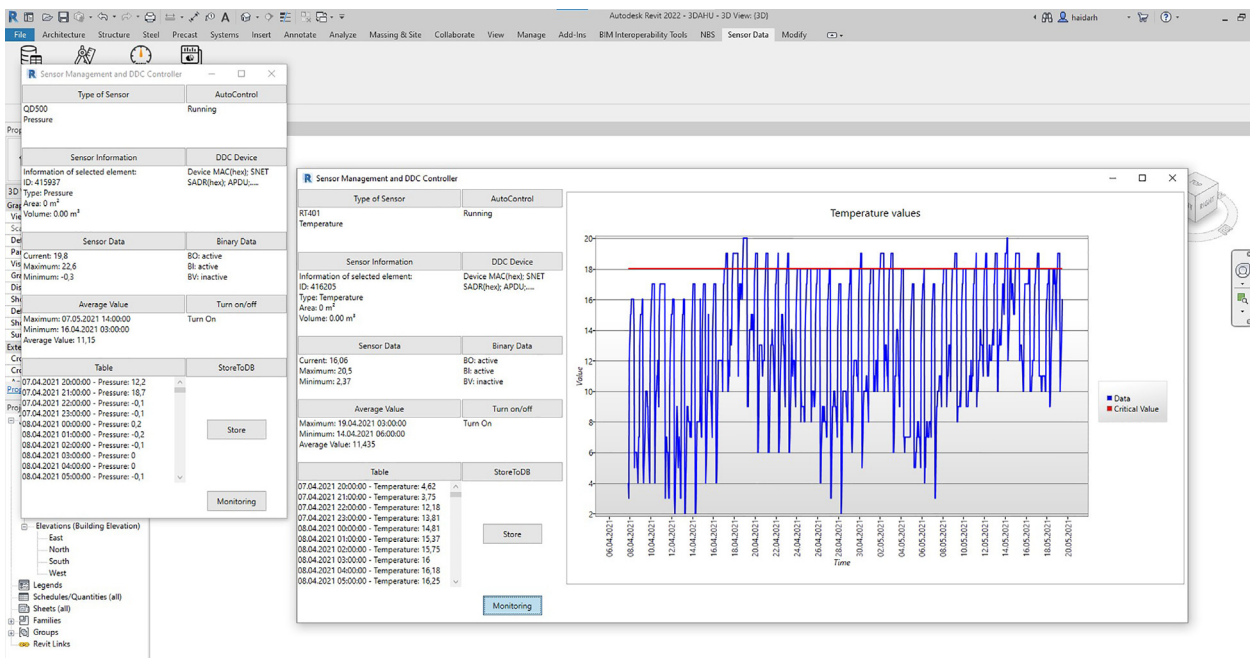 Autodesk Revit 2022 - 3DAHU - 3D View: {3D}
haidarh
File Architecture Structure Steel Precast Systems Insert Annotate Analyze Massing & Site Collaborate View Manage Add-Ins BIM Interoperability Tools NBS Sensor Data Modify
Sensor Management and DDC Controller
Type of Sensor AutoControl
QD500 Running
Pressure
Sensor Information DDC Device
Information of selected element: Device MAC(hex); SNET
ID: 415937 SADR(hex); APDU;....
Type: Pressure
Area: 0 m²
Volume: 0.00 m³
Sensor Data Binary Data
Current: 19,8 BO: active
Maximum: 22,6 BI: active
Minimum: -0,3 BV: inactive
Average Value Turn on/off
Maximum: 07.05.2021 14:00:00 Turn On
Minimum: 16.04.2021 03:00:00
Average Value: 11,15
Table StoreToDB
07.04.2021 20:00:00 - Pressure: 12,2
07.04.2021 21:00:00 - Pressure: 18,7
07.04.2021 22:00:00 - Pressure: -0,1
07.04.2021 23:00:00 - Pressure: -0,1
08.04.2021 00:00:00 - Pressure: 0,2
08.04.2021 01:00:00 - Pressure: -0,2
08.04.2021 02:00:00 - Pressure: -0,1
08.04.2021 03:00:00 - Pressure: 0
08.04.2021 04:00:00 - Pressure: 0
08.04.2021 05:00:00 - Pressure: -0,1
Store
Monitoring
Elevations (Building Elevation)
East
North
South
West
Legends
Schedules/Quantities (all)
Sheets (all)
Families
Groups
Revit Links
Sensor Management and DDC Controller
Type of Sensor AutoControl
RT401 Running
Temperature
Sensor Information DDC Device
Information of selected element: Device MAC(hex); SNET
ID: 416205 SADR(hex); APDU;....
Type: Temperature
Area: 0 m²
Volume: 0.00 m³
Sensor Data Binary Data
Current: 16,06 BO: active
Maximum: 20,5 BI: active
Minimum: 2,37 BV: inactive
Average Value Turn on/off
Maximum: 19.04.2021 03:00:00 Turn On
Minimum: 14.04.2021 06:00:00
Average Value: 11,435
Table StoreToDB
07.04.2021 20:00:00 - Temperature: 4,62
07.04.2021 21:00:00 - Temperature: 3,75
07.04.2021 22:00:00 - Temperature: 12,18
07.04.2021 23:00:00 - Temperature: 13,81
08.04.2021 00:00:00 - Temperature: 14,81
08.04.2021 01:00:00 - Temperature: 15,37
08.04.2021 02:00:00 - Temperature: 15,75
08.04.2021 03:00:00 - Temperature: 16
08.04.2021 04:00:00 - Temperature: 16,18
08.04.2021 05:00:00 - Temperature: 16,25
Store
Monitoring
Temperature values
20
18
16
14
12
10
8
6
4
2
Value
06.04.2021
08.04.2021
10.04.2021
12.04.2021
14.04.2021
16.04.2021
18.04.2021
20.04.2021
22.04.2021
24.04.2021
26.04.2021
28.04.2021
30.04.2021
02.05.2021
04.05.2021
06.05.2021
08.05.2021
10.05.2021
12.05.2021
14.05.2021
16.05.2021
18.05.2021
20.05.2021
Time
Data
Critical Value